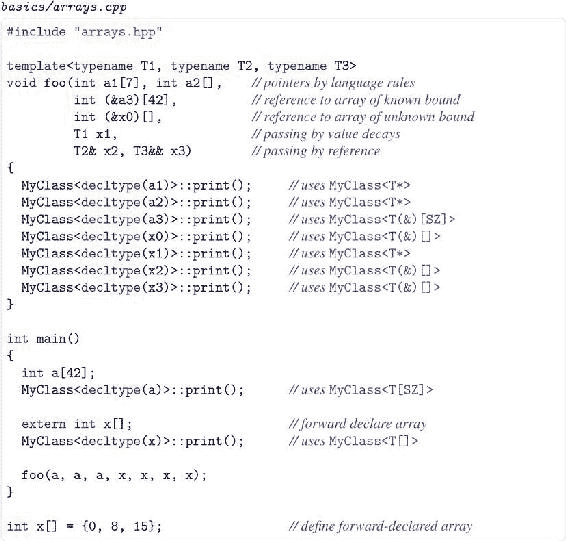 basics/arrays.cpp
#include "arrays.hpp"
template<typename T1, typename T2, typename T3>
void foo(int a1[7], int a2[], // pointers by language rules
int (&a3)[42], // reference to array of known bound
int (&x0)[], // reference to array of unknown bound
T1 x1, // passing by value decays
T2& x2, T3&& x3) // passing by reference
{
MyClass<decltype(a1)>::print(); // uses MyClass<T*>
MyClass<decltype(a2)>::print(); // uses MyClass<T*>
MyClass<decltype(a3)>::print(); // uses MyClass<T(&)[SZ]>
MyClass<decltype(x0)>::print(); // uses MyClass<T(&)[]>
MyClass<decltype(x1)>::print(); // uses MyClass<T*>
MyClass<decltype(x2)>::print(); // uses MyClass<T(&)[]>
MyClass<decltype(x3)>::print(); // uses MyClass<T(&)[]>
}
int main()
{
int a[42];
MyClass<decltype(a)>::print(); // uses MyClass<T[SZ]>
extern int x[]; // forward declare array
MyClass<decltype(x)>::print(); // uses MyClass<T[]>
foo(a, a, a, x, x, x, x);
}
int x[] = {0, 8, 15}; // define forward-declared array